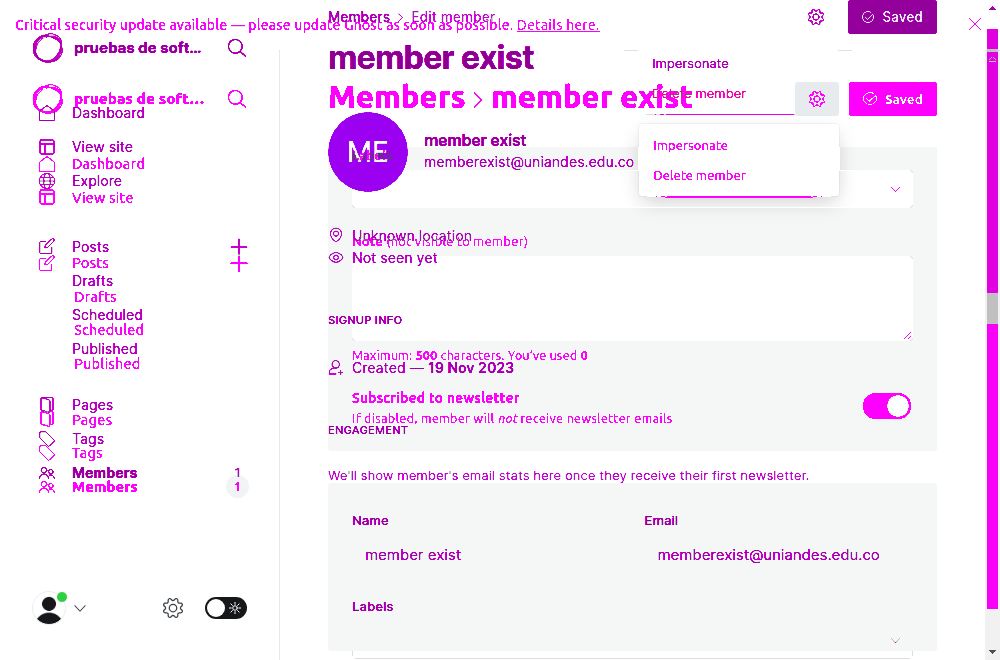 Members > Edit member
Saved
Critical security update available — please update Ghost as soon as possible. Details here.
pruebas de soft...
member exist
Impersonate
Delete member
Members > member exist
pruebas de soft...
Saved
Dashboard
member exist
Impersonate
View site
ME
memberexist@uniandes.edu.co
Dashboard
Delete member
Explore
View site
Unknown location
Note (not visible to member)
Posts
Not seen yet
Posts
Drafts
Drafts
Scheduled
SIGNUP INFO
Scheduled
Published
Maximum: 500 characters. You've used 0
Published
Created — 19 Nov 2023
Subscribed to newsletter
Pages
If disabled, member will not receive newsletter emails
Pages
ENGAGEMENT
Tags
Tags
Members 1
We'll show member's email stats here once they receive their first newsletter.
Members 1
Name
Email
member exist
memberexist@uniandes.edu.co
Labels